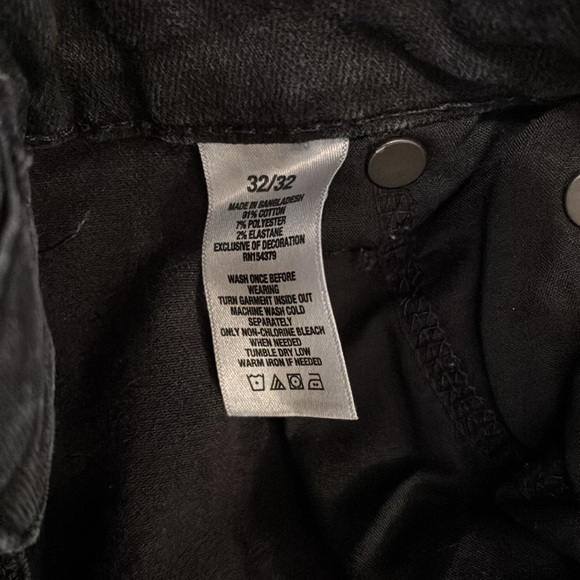 32/32
MADE IN BANGLADESH
91% COTTON
7% POLYESTER
2% ELASTANE
EXCLUSIVE OF DECORATION
RN154379
WASH ONCE BEFORE
WEARING
TURN GARMENT INSIDE OUT
MACHINE WASH COLD
SEPARATELY
ONLY NON-CHLORINE BLEACH
WHEN NEEDED
TUMBLE DRY LOW
WARM IRON IF NEEDED